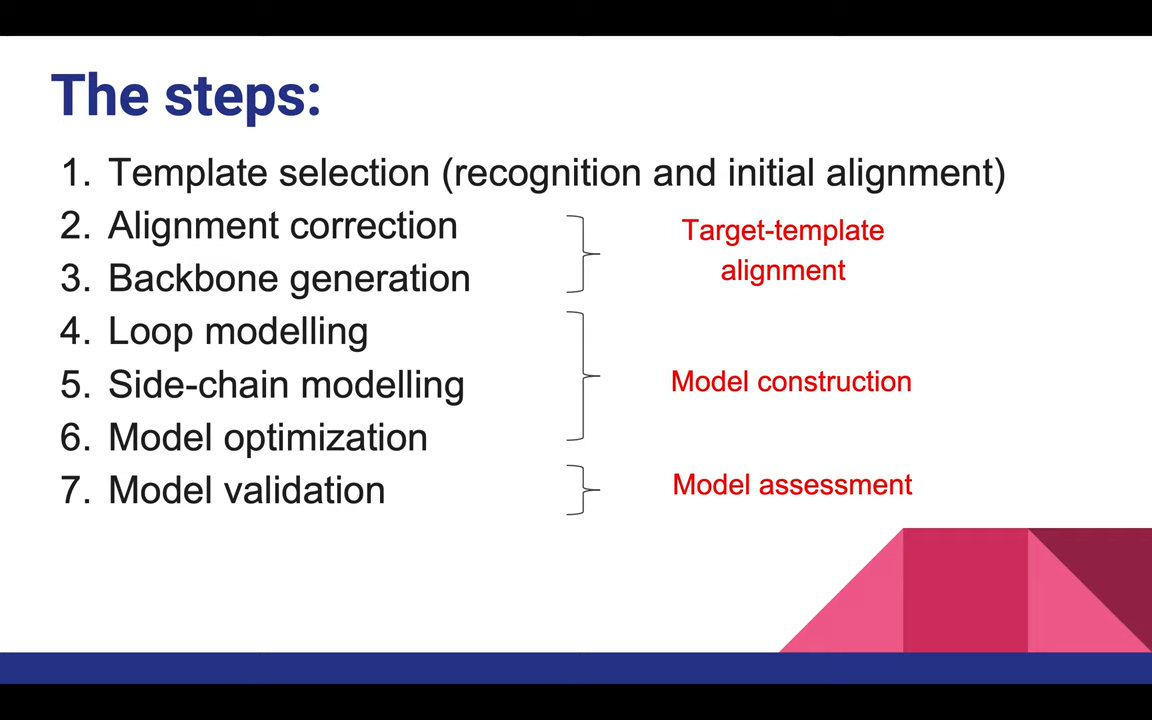 The steps:
1. Template selection (recognition and initial alignment)
2. Alignment correction
3. Backbone generation
Target-template
alignment
4. Loop modelling
5. Side-chain modelling
6. Model optimization
Model construction
7. Model validation
Model assessment